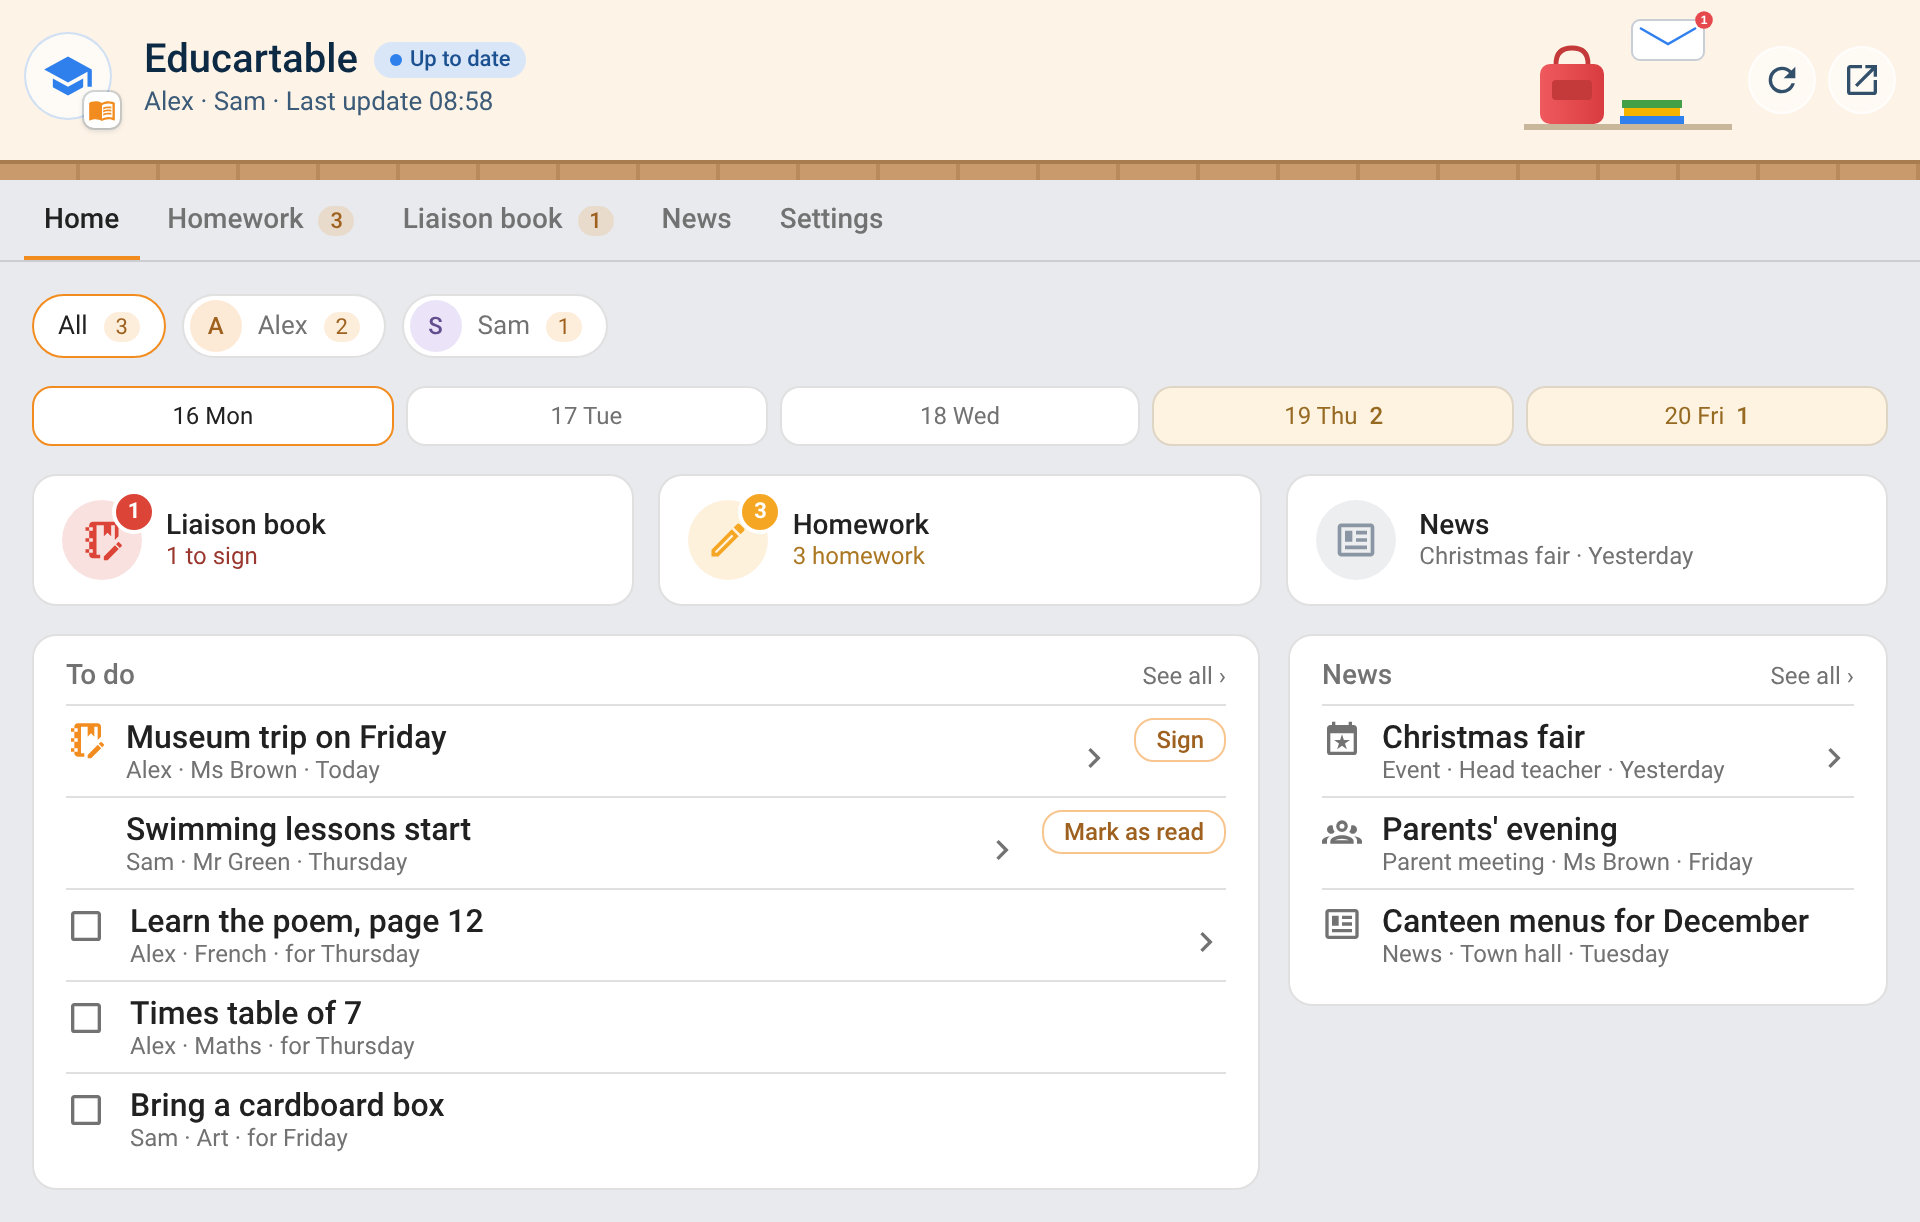 Educartable
Up to date
Alex · Sam · Last update 08:58
1
Home
Homework 3
Liaison book 1
News
Settings
All 3
A Alex 2
S Sam 1
16 Mon
17 Tue
18 Wed
19 Thu 2
20 Fri 1
1
Liaison book
1 to sign
3
Homework
3 homework
News
Christmas fair · Yesterday
To do
See all ›
Museum trip on Friday
Alex · Ms Brown · Today
Sign
Swimming lessons start
Sam · Mr Green · Thursday
Mark as read
Learn the poem, page 12
Alex · French · for Thursday
Times table of 7
Alex · Maths · for Thursday
Bring a cardboard box
Sam · Art · for Friday
News
See all ›
Christmas fair
Event · Head teacher · Yesterday
Parents' evening
Parent meeting · Ms Brown · Friday
Canteen menus for December
News · Town hall · Tuesday